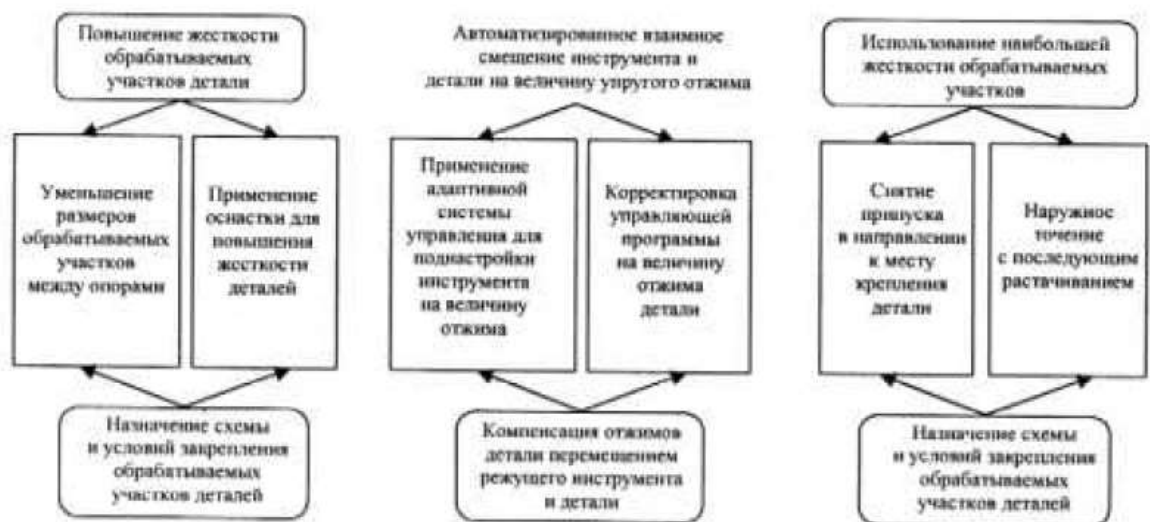 Повышение жесткости
обрабатываемых
участков детали
Уменьшение
размеров
обрабатываемых
участков
между опорами
Применение
оснастки для
повышения
жесткости
деталей
Назначение схемы
и условий закрепления
обрабатываемых
участков деталей
Автоматизированное взаимное
смещение инструмента и
детали на величину упругого отжима
Применение
адаптивной
системы
управления для
поднастройки
инструмента
на величину
отжима
Корректировка
управляющей
программы
на величину
отжима
детали
Компенсация отжимов
детали перемещением
режущего инструмента
и детали
Использование наибольшей
жесткости обрабатываемых
участков
Снятие
припуска
в направлении
к месту
крепления
детали
Наружное
точение
с последующим
растачиванием
Назначение схемы
и условий закрепления
обрабатываемых
участков деталей